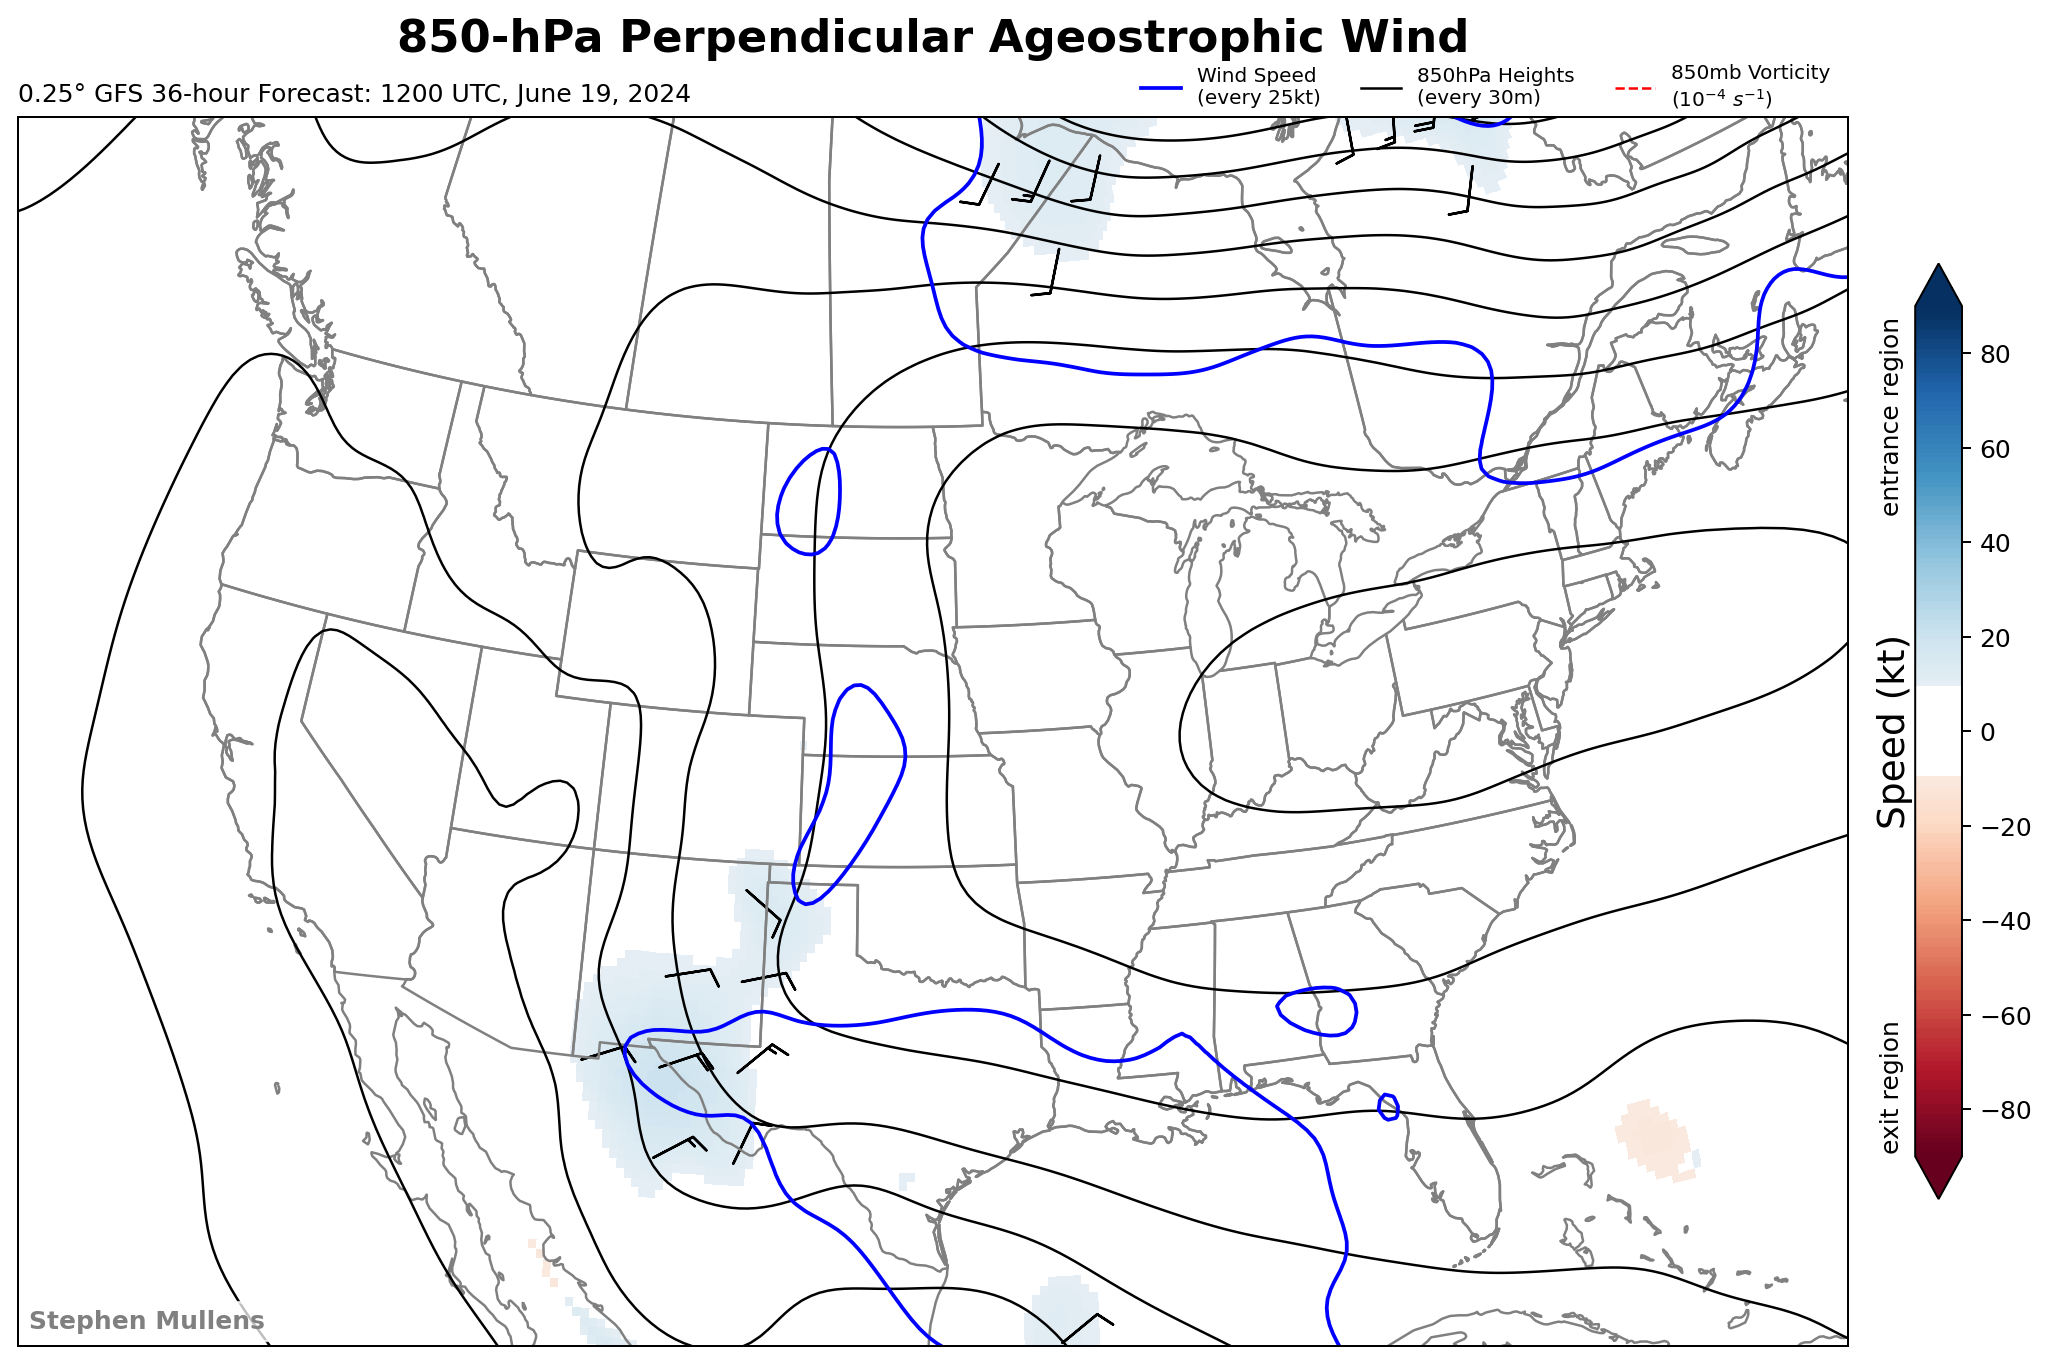 850-hPa Perpendicular Ageostrophic Wind
0.25° GFS 36-hour Forecast: 1200 UTC, June 19, 2024
Wind Speed
(every 25kt)
850hPa Heights
(every 30m)
850mb Vorticity
(10⁻⁴ s⁻¹)
entrance region
Speed (kt)
exit region
80
60
40
20
0
−20
−40
−60
−80
Stephen Mullens